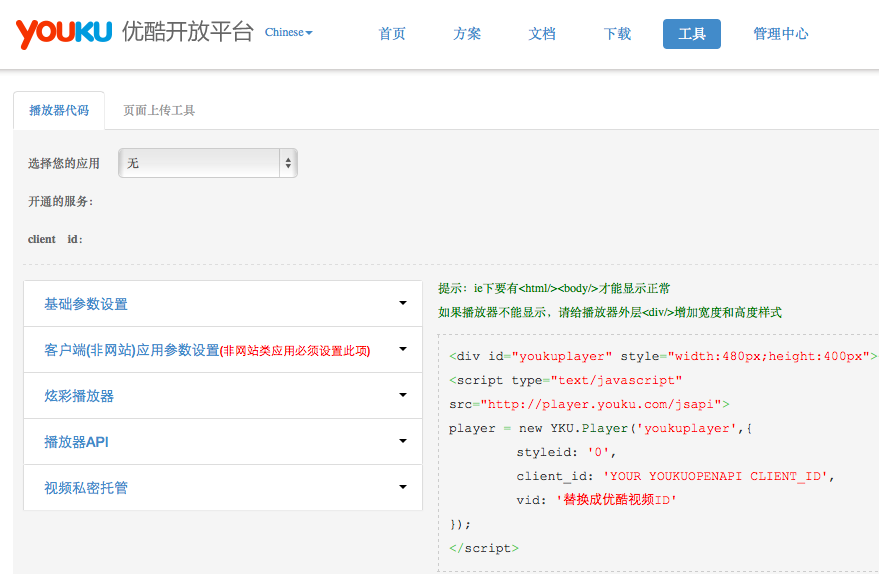 YOUKU 优酷开放平台 Chinese 首页 方案 文档 下载 工具 管理中心
播放器代码 页面上传工具
选择您的应用 无
开通的服务:
client id:
基础参数设置
客户端(非网站)应用参数设置(非网站类应用必须设置此项)
炫彩播放器
播放器API
视频私密托管
提示: ie下要有<html/><body/>才能显示正常
如果播放器不能显示, 请给播放器外层<div/>增加宽度和高度样式
<div id="youkuplayer" style="width:480px;height:400px">
<script type="text/javascript"
src="http://player.youku.com/jsapi">
player = new YKU.Player('youkuplayer',{
styleid: '0',
client_id: 'YOUR YOUKUOPENAPI CLIENT_ID',
vid: '替换成优酷视频ID'
});
</script>